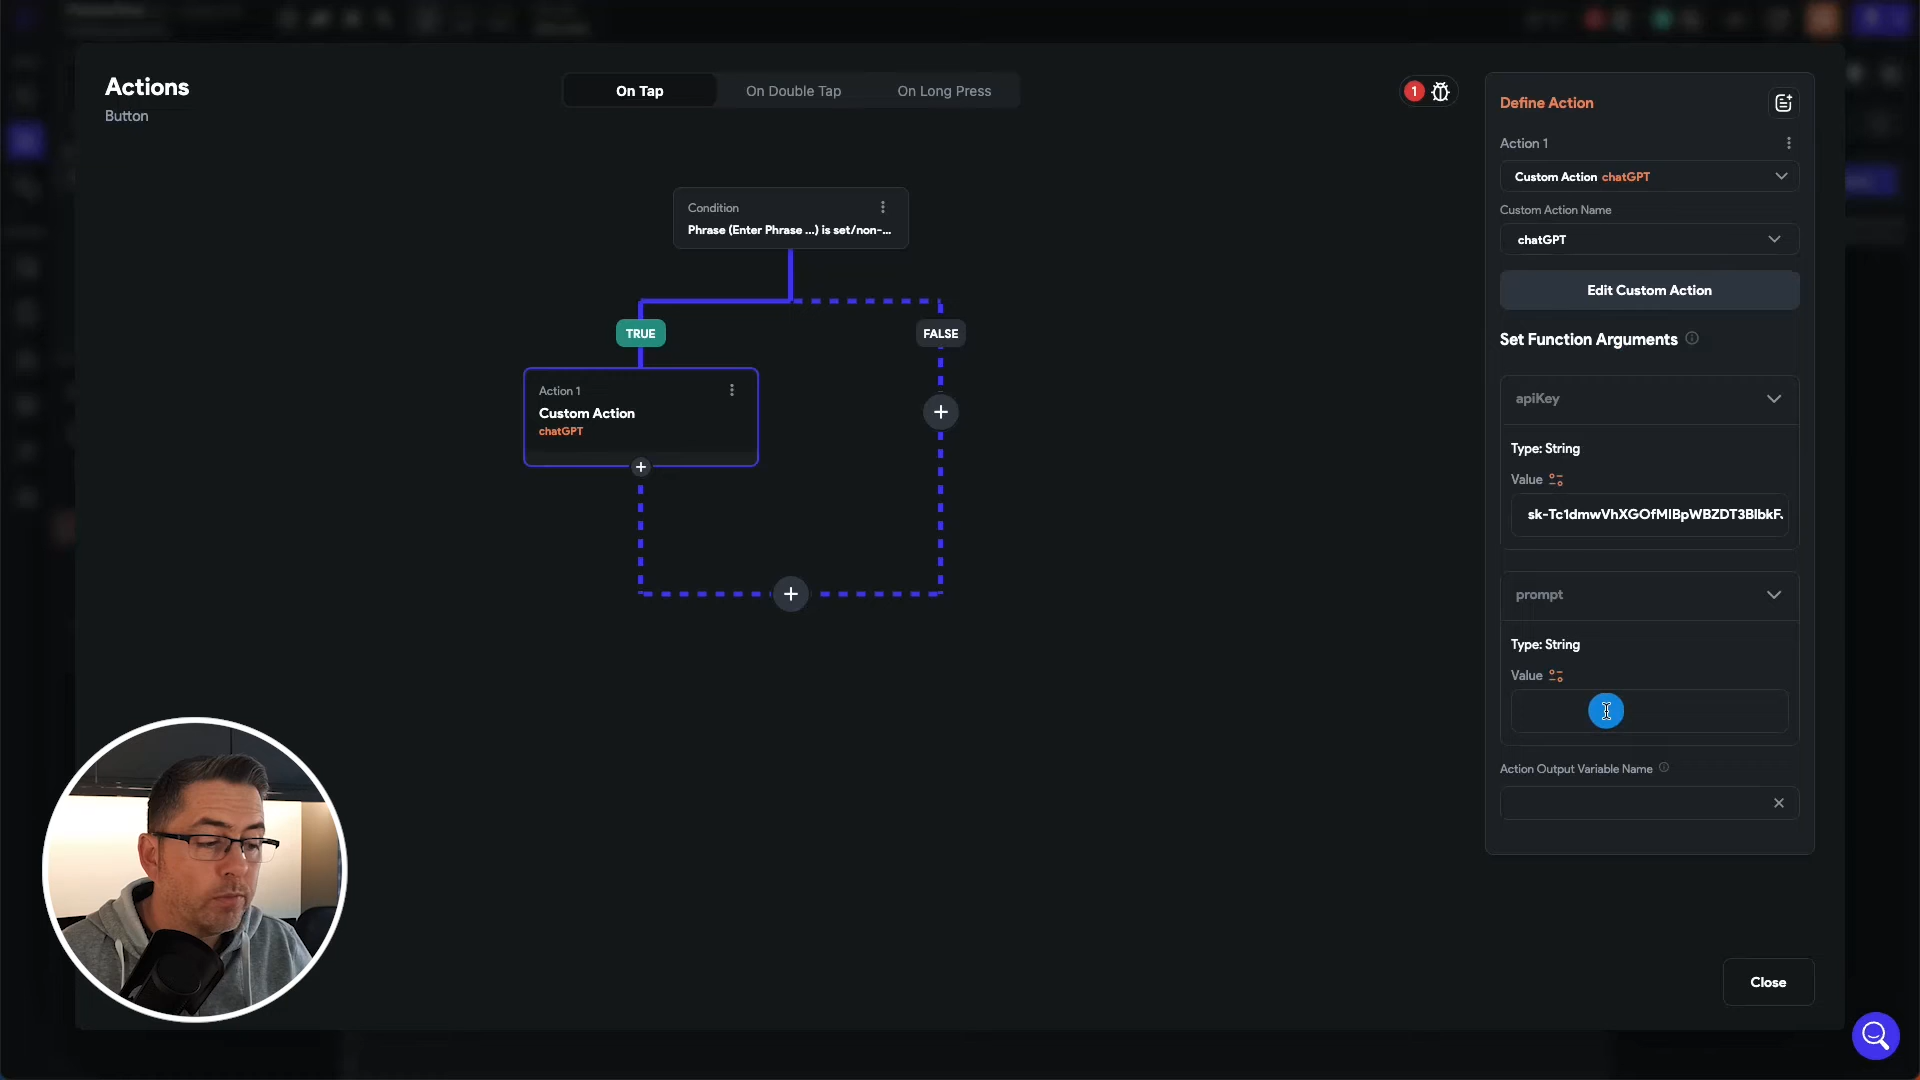 Actions
Button
On Tap
On Double Tap
On Long Press
1
Condition
Phrase (Enter Phrase ...) is set/non-...
TRUE
FALSE
Action 1
Custom Action
chatGPT
Define Action
Action 1
Custom Action chatGPT
Custom Action Name
chatGPT
Edit Custom Action
Set Function Arguments
apiKey
Type: String
Value
sk-Tc1dmwVhXGOfMIBpWBZDT3BlbkF
prompt
Type: String
Value
Action Output Variable Name
Close